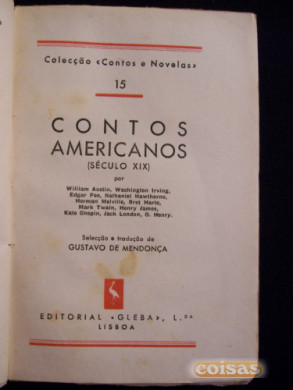 Colecção «Contos e Novelas»
15
CONTOS
AMERICANOS
(SÉCULO XIX)
por
William Austin, Washington Irving,
Edgar Poe, Nathaniel Hawthorne,
Herman Melville, Bret Harte,
Mark Twain, Henry James,
Kate Chopin, Jack London, O. Henry.
Selecção e tradução de
GUSTAVO DE MENDONÇA
EDITORIAL «GLEBA», L.DA
LISBOA
coisas